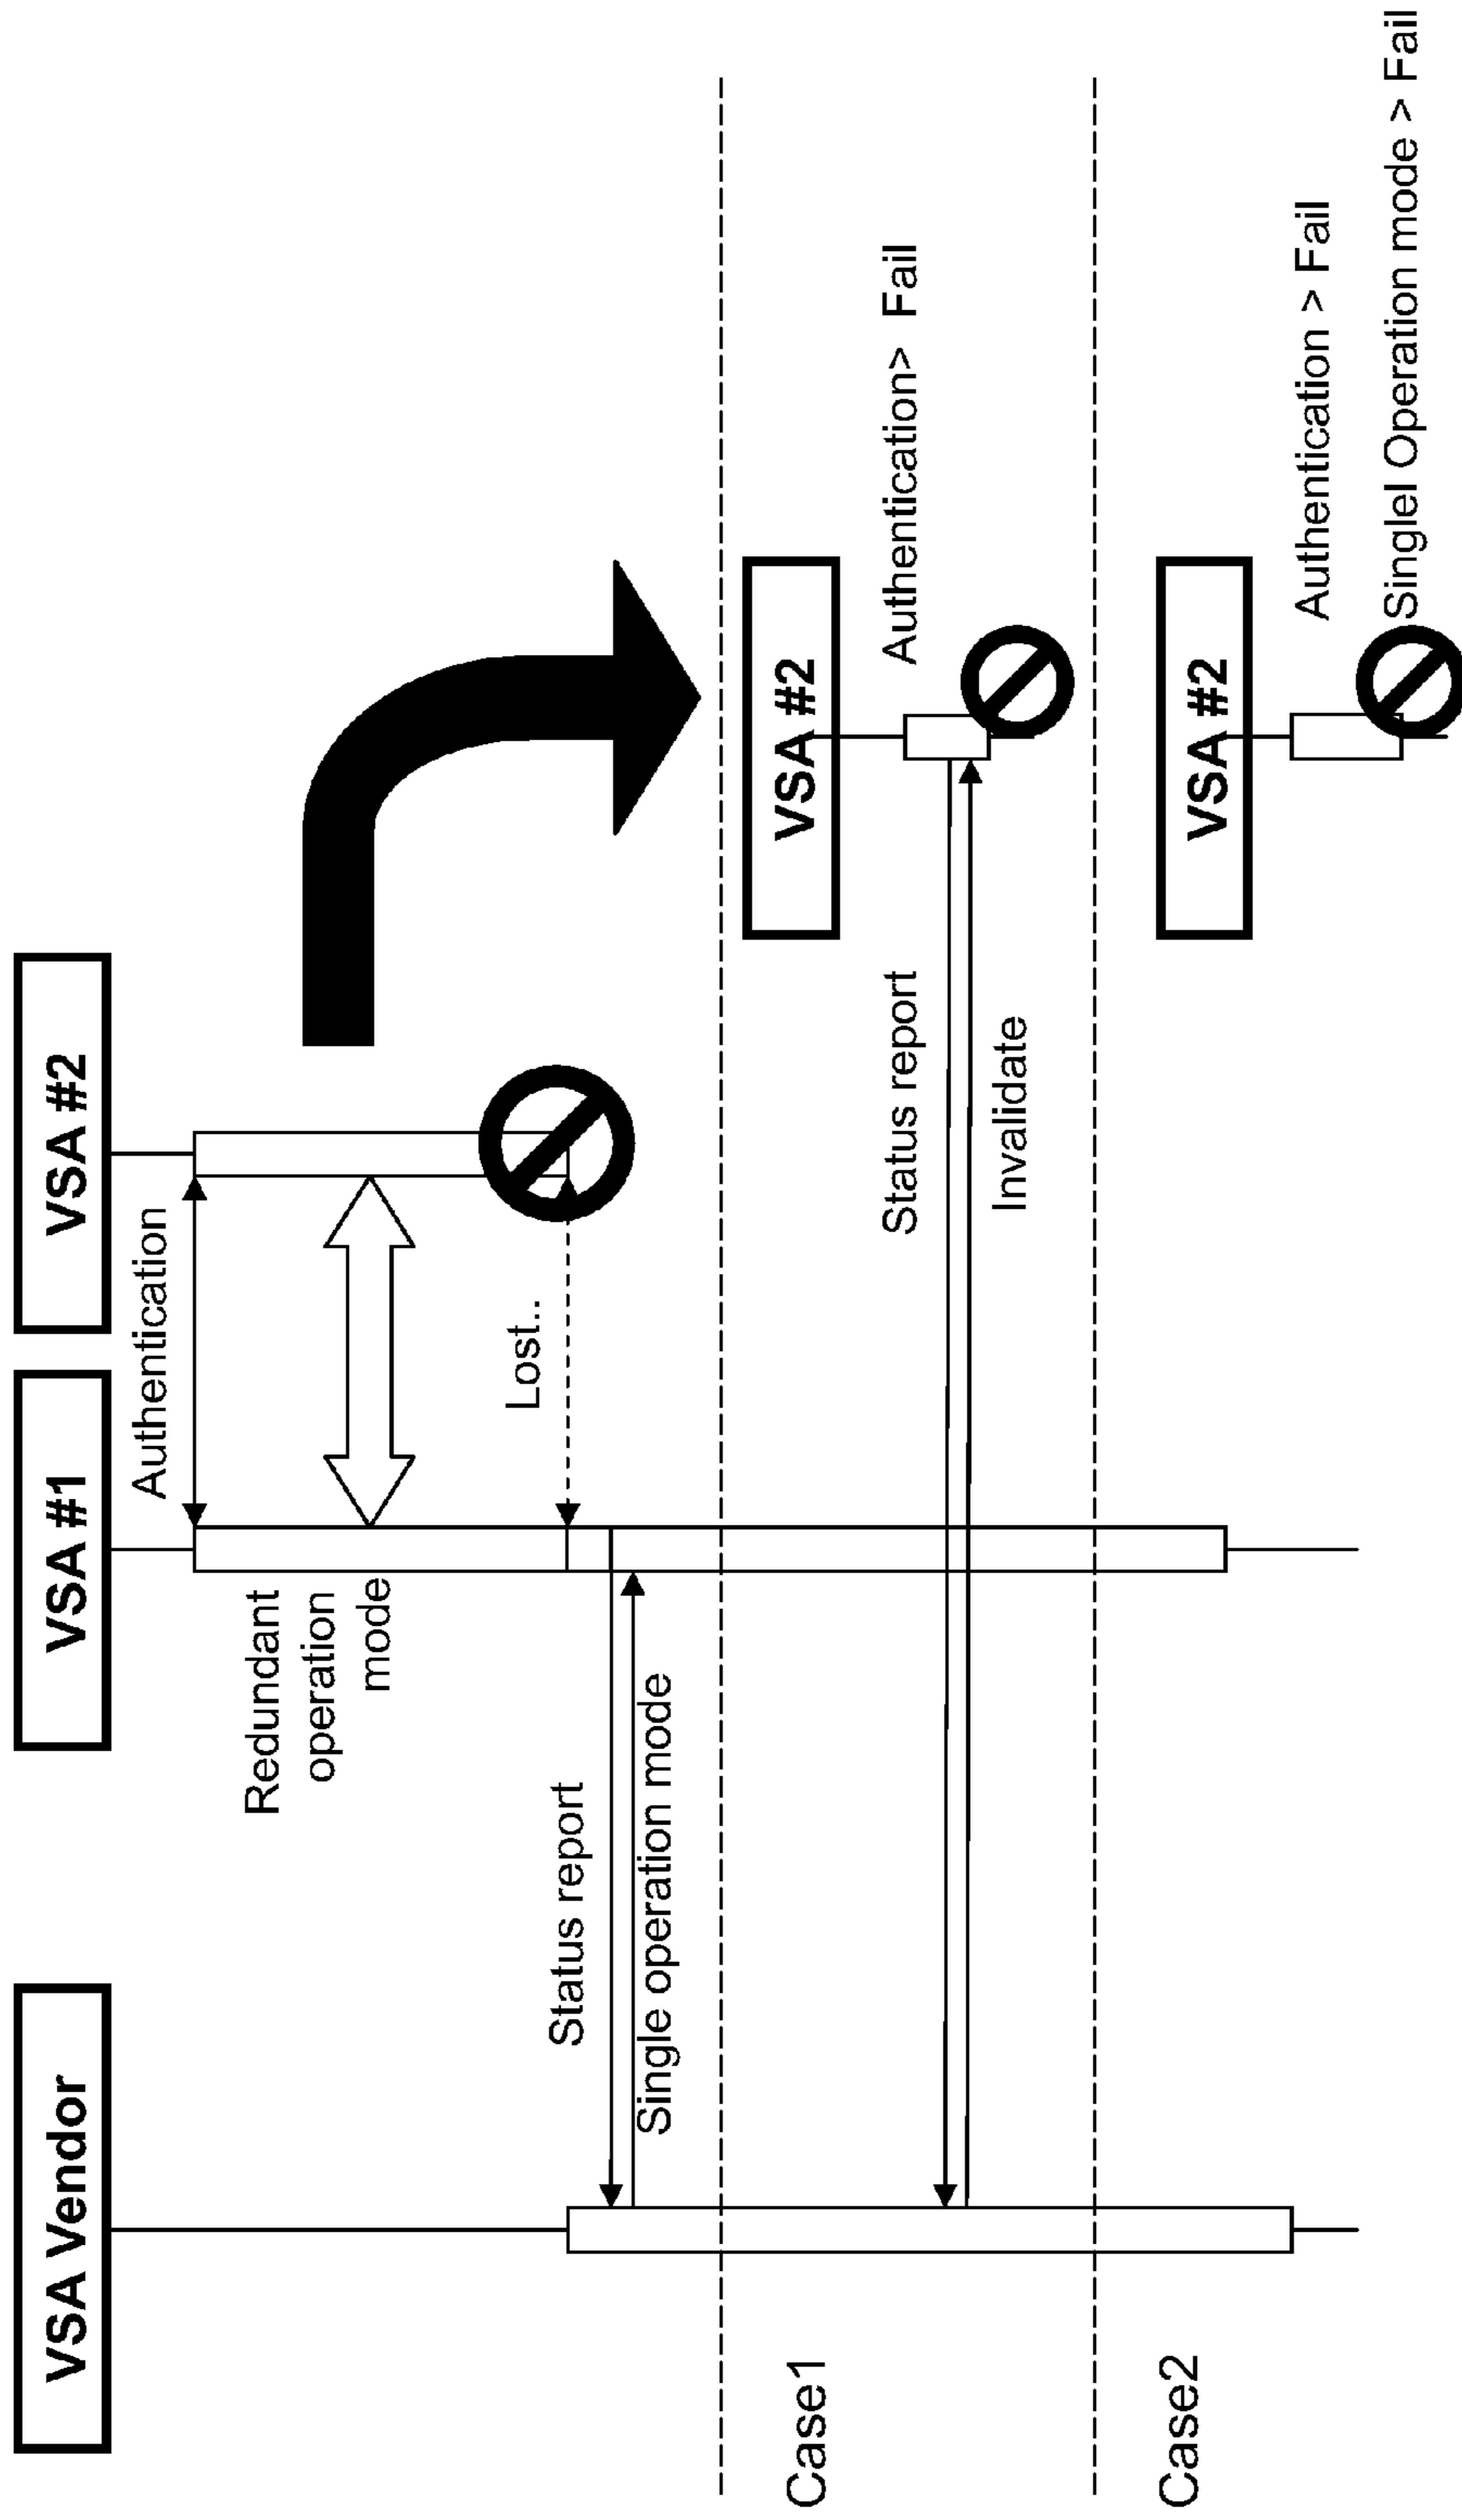 VSA Vendor
VSA #1
VSA #2
Authentication
Redundant
operation
mode
Lost..
Status report
Single operation mode
Case1
VSA #2
Status report
Authentication> Fail
Invalidate
Case2
VSA #2
Authentication > Fail
Singlel Operation mode > Fail